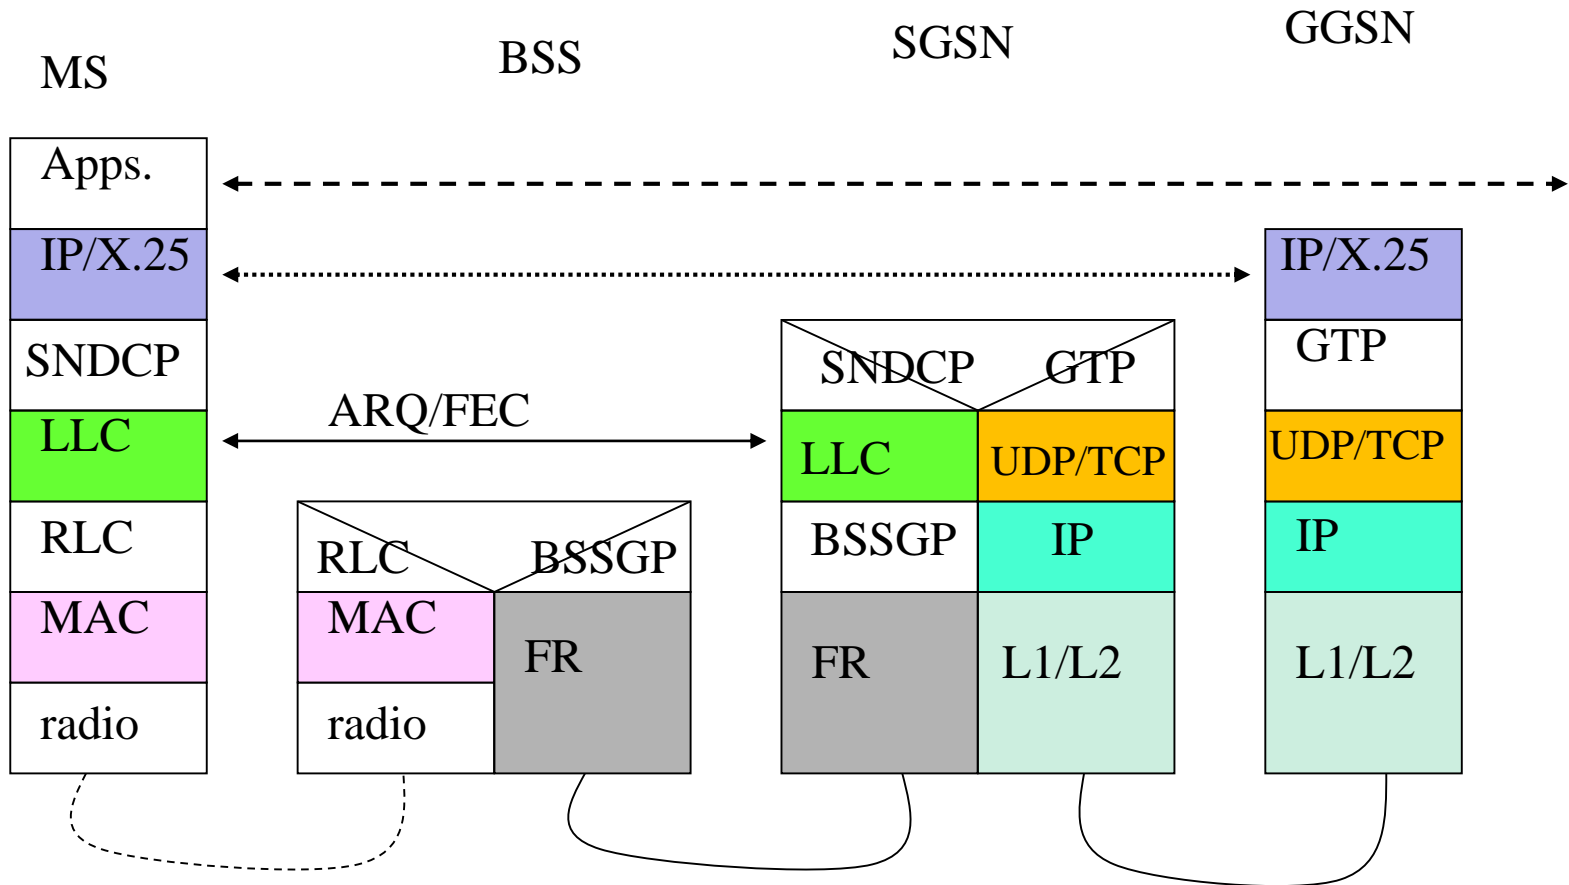 MS
BSS
SGSN
GGSN
Apps.
IP/X.25
IP/X.25
SNDCP
SNDCP
GTP
GTP
ARQ/FEC
LLC
LLC
UDP/TCP
UDP/TCP
RLC
RLC
BSSGP
BSSGP
IP
IP
MAC
MAC
FR
FR
L1/L2
L1/L2
radio
radio